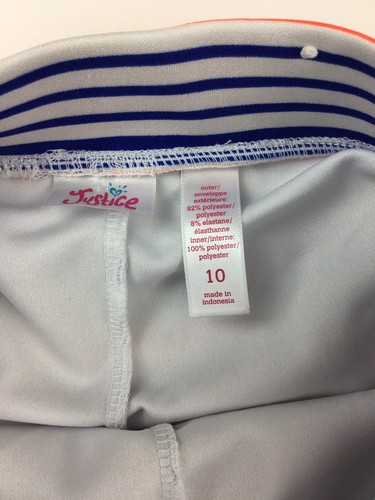 Justice
outer/
enveloppe
extérieure:
92% polyester/
polyester
8% elastane/
élasthanne
inner/interne:
100% polyester/
polyester
10
made in
indonesia